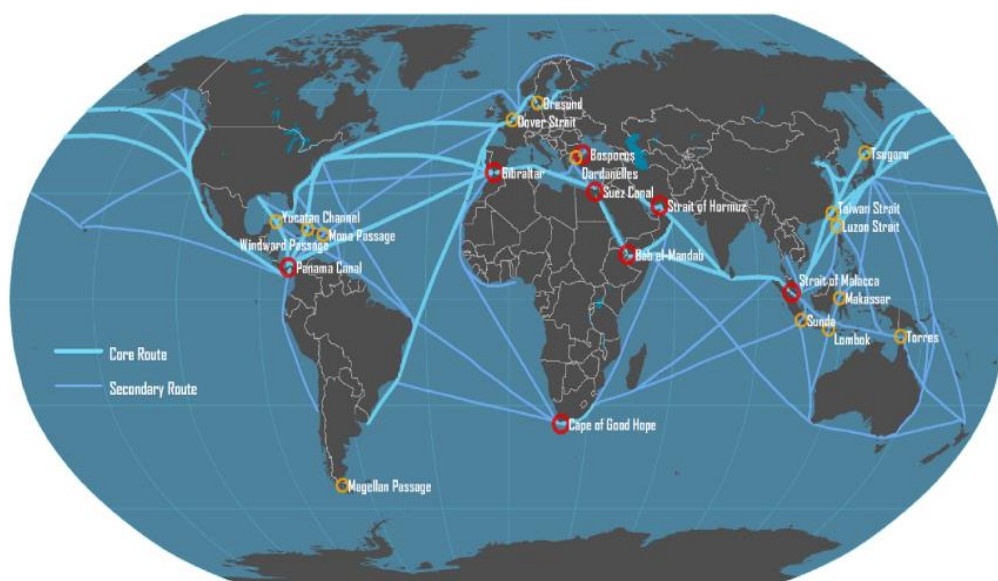 Oresund
Dover Strait
Bosporus
Tsugaru
Gibraltar
Dardanelles
Suez Canal
Strait of Hormuz
Yucatan Channel
Taiwan Strait
Mona Passage
Luzon Strait
Windward Passage
Bab el-Mandab
Panama Canal
Strait of Malacca
Makassar
Sunda
Lombok
Torres
Core Route
Secondary Route
Cape of Good Hope
Magellan Passage